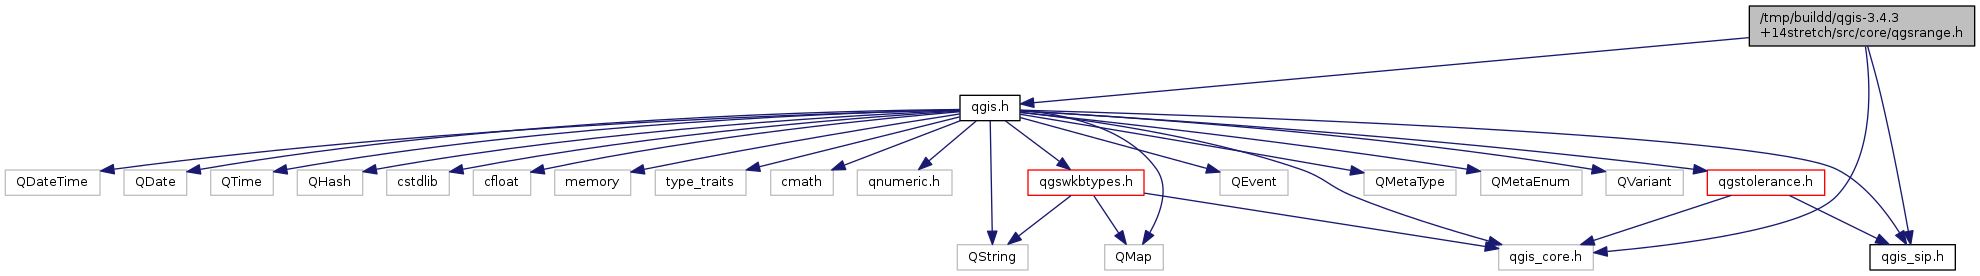 /tmp/buildd/qgis-3.4.3
+14stretch/src/core/qgsrange.h
qgis.h
QDateTime
QDate
QTime
QHash
cstdlib
cfloat
memory
type_traits
cmath
qnumeric.h
qgswkbtypes.h
QEvent
QMetaType
QMetaEnum
QVariant
qgstolerance.h
QString
QMap
qgis_core.h
qgis_sip.h